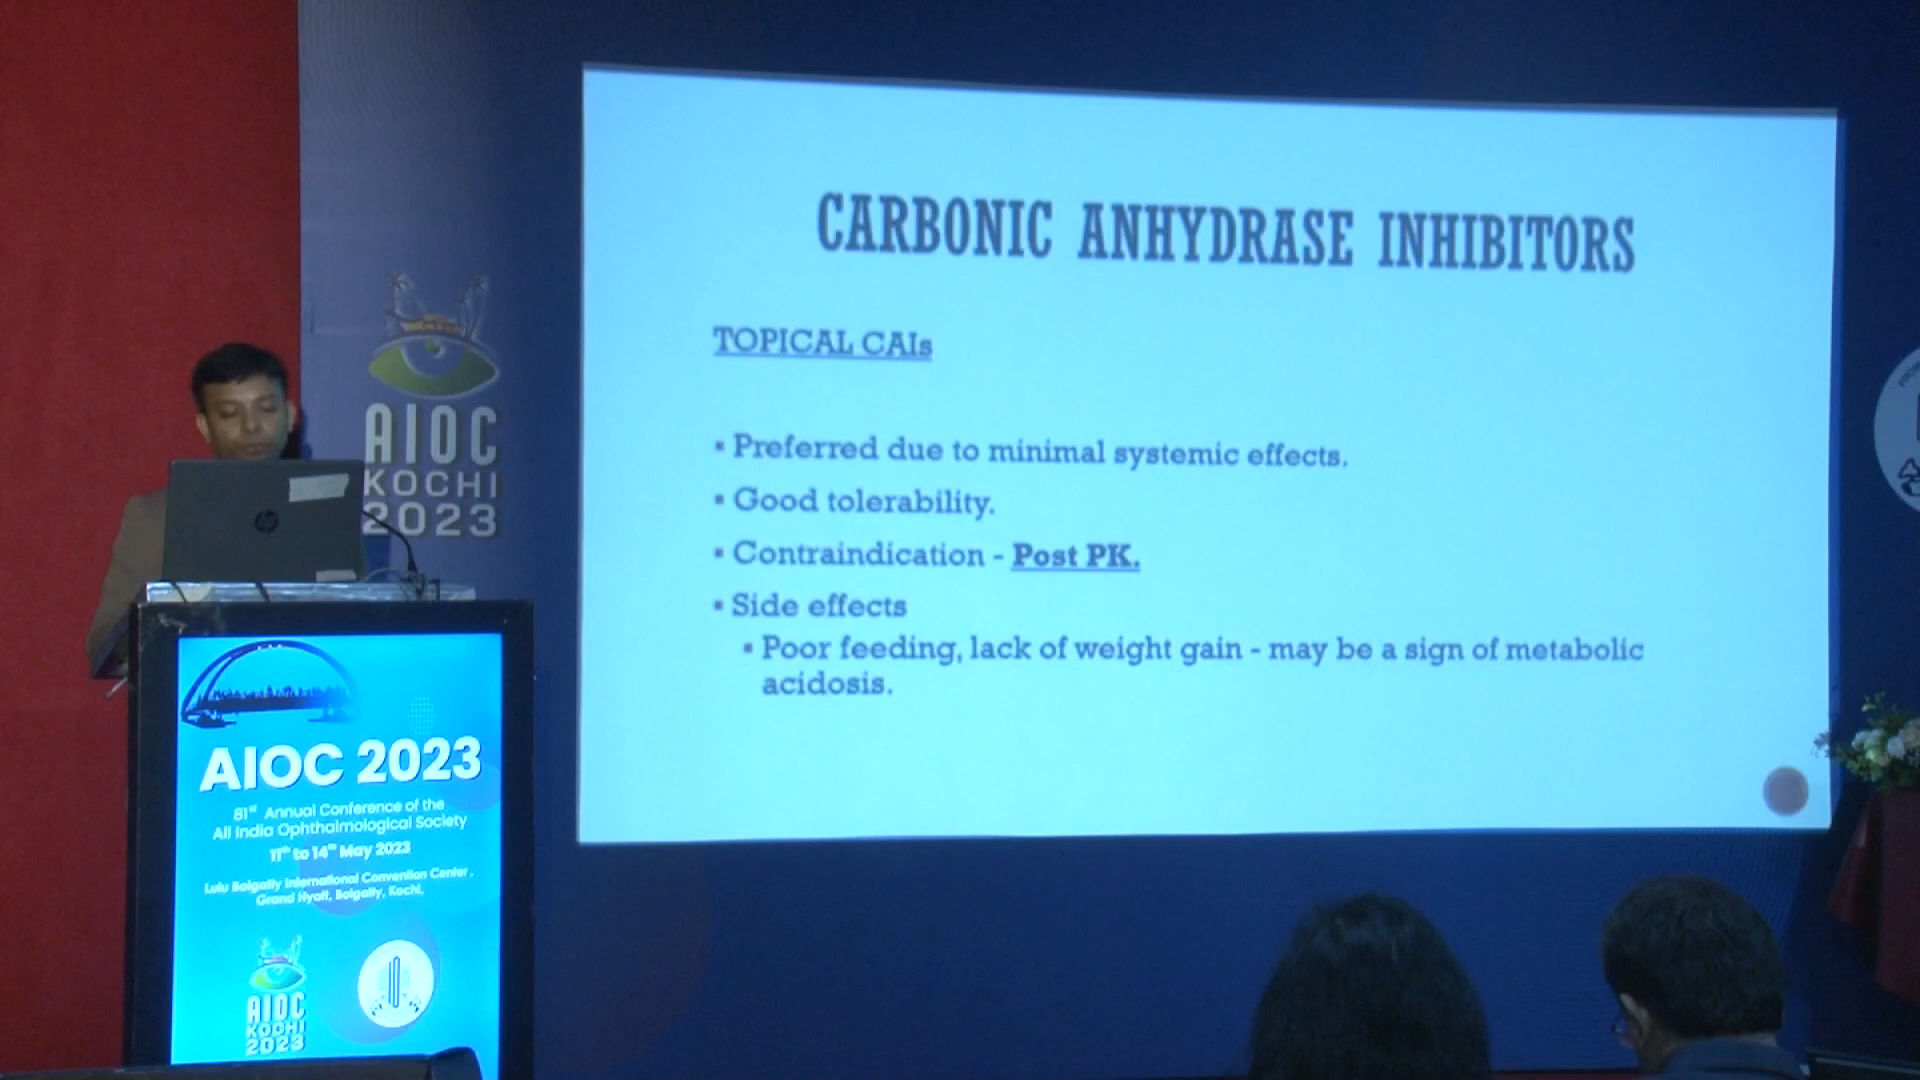 CARBONIC ANHYDRASE INHIBITORS
TOPICAL CAIs
▪ Preferred due to minimal systemic effects.
▪ Good tolerability.
▪ Contraindication - Post PK.
▪ Side effects
▪ Poor feeding, lack of weight gain - may be a sign of metabolic
acidosis.
AIOC
KOCHI
2023
hp
AIOC 2023
81st Annual Conference of the
All India Ophthalmological Society
11th to 14th May 2023
Lulu Bolgatty International Convention Center,
Grand Hyatt, Bolgatty, Kochi,
AIOC
KOCHI
2023